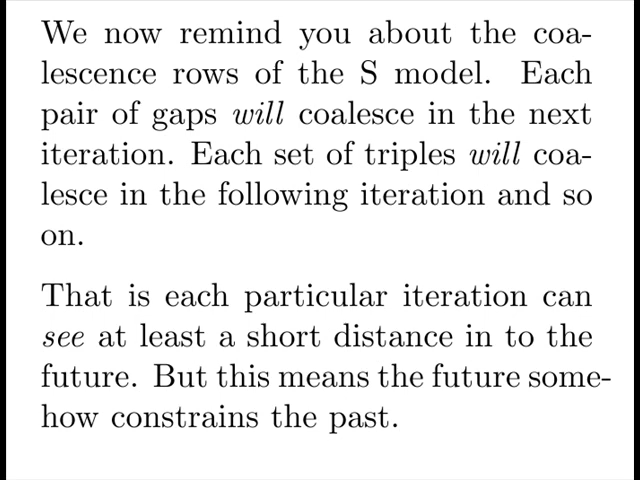 We now remind you about the coa-
lescence rows of the S model. Each
pair of gaps will coalesce in the next
iteration. Each set of triples will coa-
lesce in the following iteration and so
on.
That is each particular iteration can
see at least a short distance in to the
future. But this means the future some-
how constrains the past.